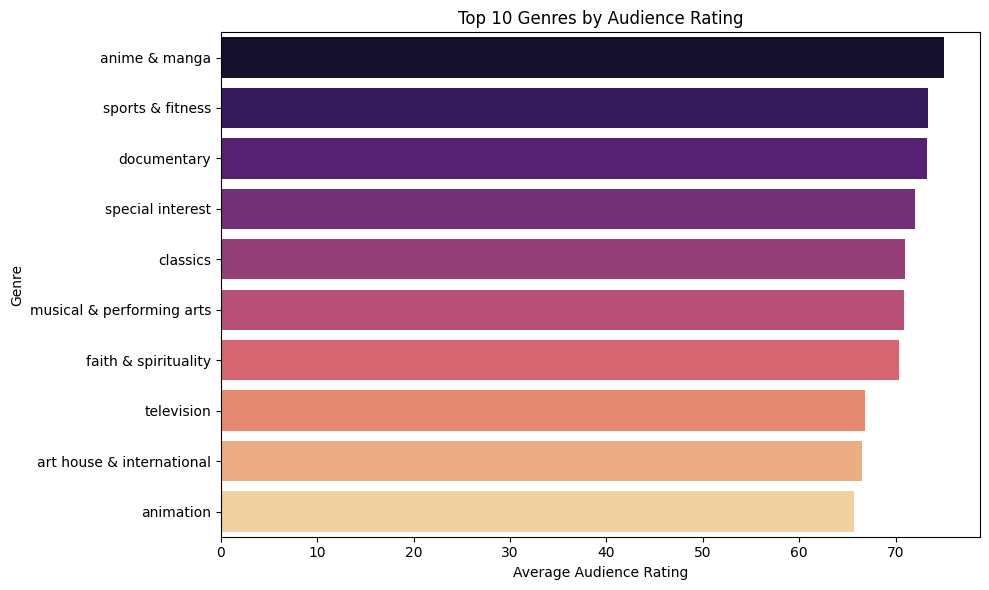 Top 10 Genres by Audience Rating
Genre
anime & manga
sports & fitness
documentary
special interest
classics
musical & performing arts
faith & spirituality
television
art house & international
animation
0 10 20 30 40 50 60 70
Average Audience Rating